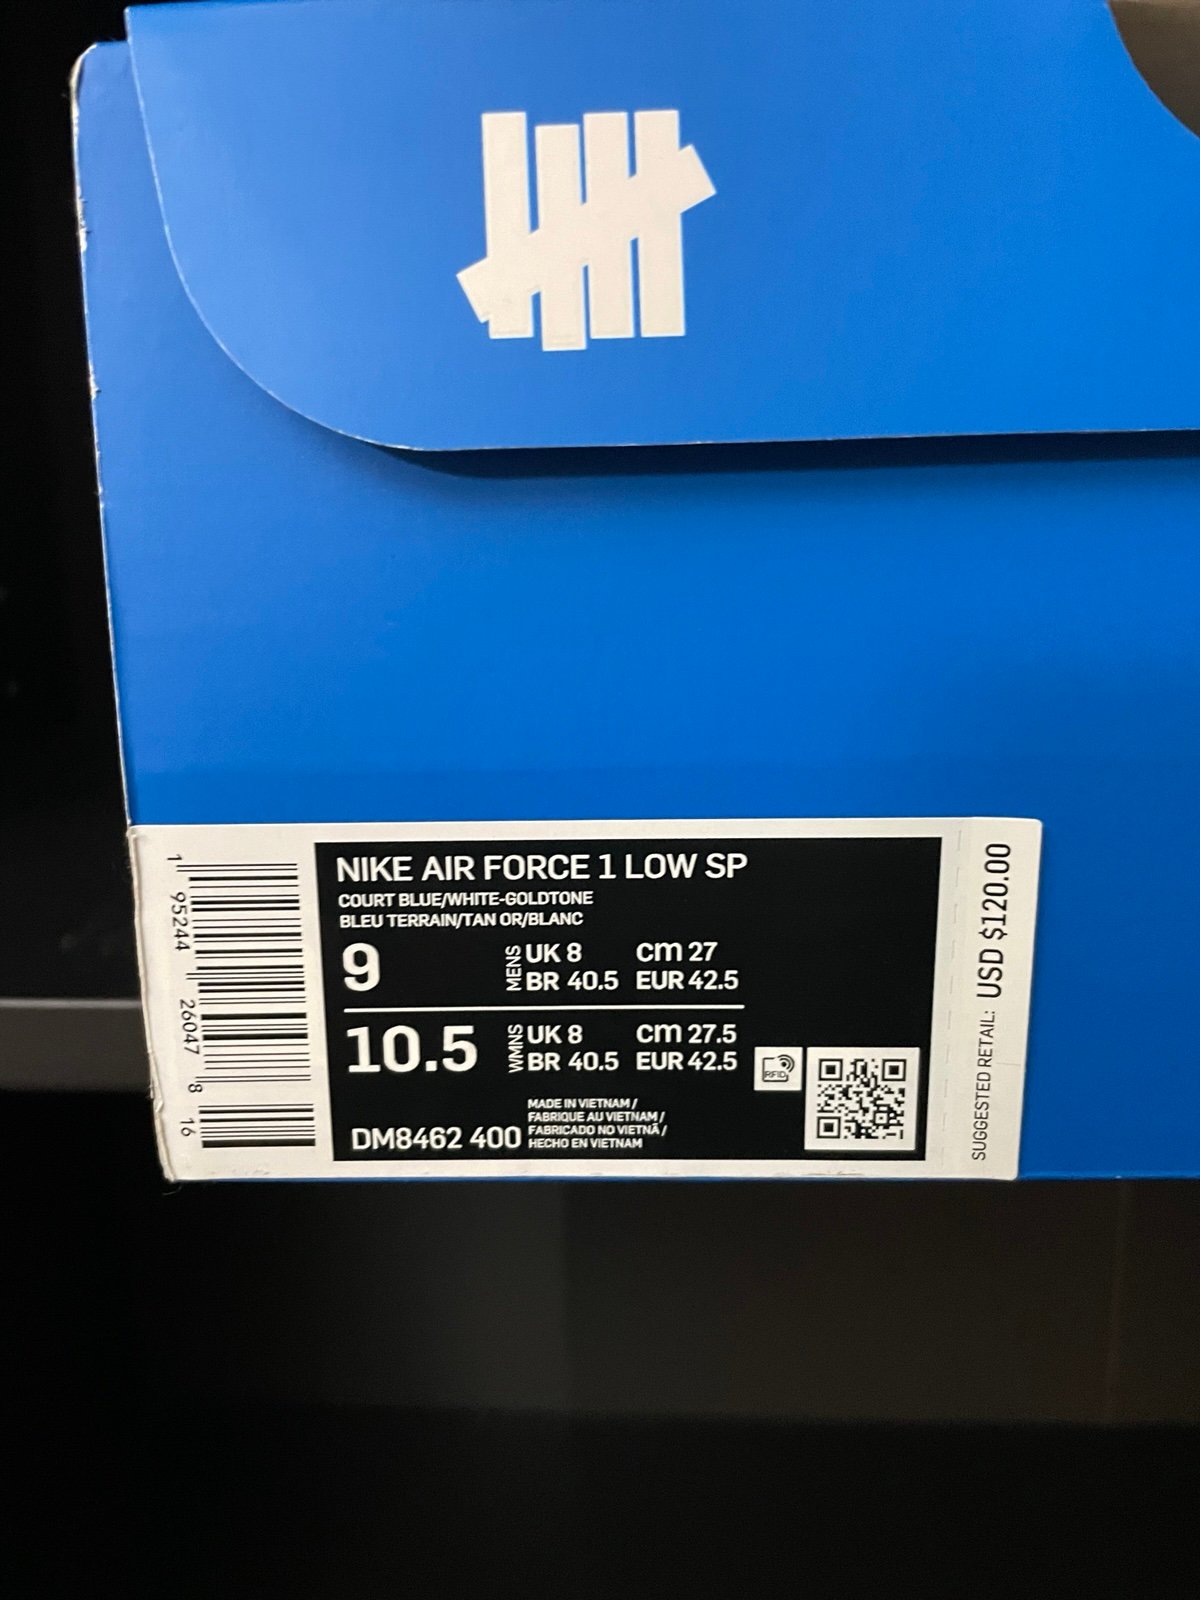 NIKE AIR FORCE 1 LOW SP
COURT BLUE/WHITE-GOLDTONE
BLEU TERRAIN/TAN OR/BLANC
9 MENS UK 8 cm 27
BR 40.5 EUR 42.5
10.5 WMNS UK 8 cm 27.5
BR 40.5 EUR 42.5
RFID
MADE IN VIETNAM /
FABRIQUE AU VIETNAM /
FABRICADO NO VIETNÃ /
HECHO EN VIETNAM
DM8462 400
1 95244 26047 8 16
SUGGESTED RETAIL: USD $120.00